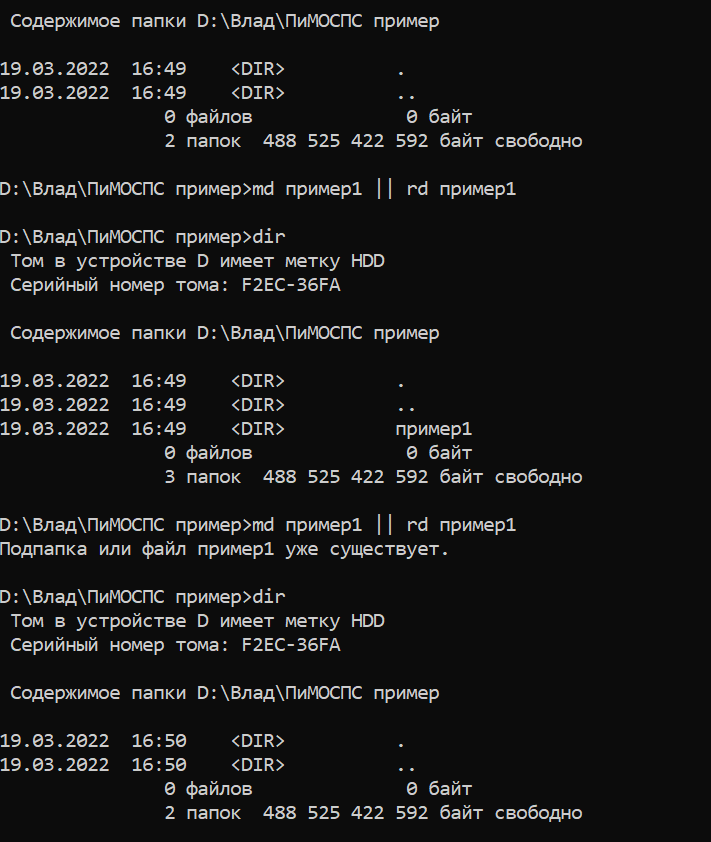 Содержимое папки D:\Влад\ПиМОСПС пример
19.03.2022  16:49    <DIR>          .
19.03.2022  16:49    <DIR>          ..
               0 файлов              0 байт
               2 папок  488 525 422 592 байт свободно
D:\Влад\ПиМОСПС пример>md пример1 || rd пример1
D:\Влад\ПиМОСПС пример>dir
 Том в устройстве D имеет метку HDD
 Серийный номер тома: F2EC-36FA
 Содержимое папки D:\Влад\ПиМОСПС пример
19.03.2022  16:49    <DIR>          .
19.03.2022  16:49    <DIR>          ..
19.03.2022  16:49    <DIR>          пример1
               0 файлов              0 байт
               3 папок  488 525 422 592 байт свободно
D:\Влад\ПиМОСПС пример>md пример1 || rd пример1
Подпапка или файл пример1 уже существует.
D:\Влад\ПиМОСПС пример>dir
 Том в устройстве D имеет метку HDD
 Серийный номер тома: F2EC-36FA
 Содержимое папки D:\Влад\ПиМОСПС пример
19.03.2022  16:50    <DIR>          .
19.03.2022  16:50    <DIR>          ..
               0 файлов              0 байт
               2 папок  488 525 422 592 байт свободно